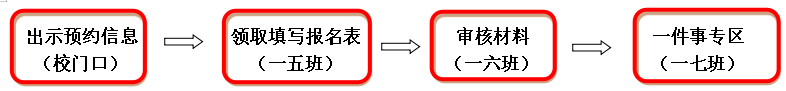 出示预约信息
（校门口）
领取填写报名表
（一五班）
审核材料
（一六班）
一件事专区
（一七班）